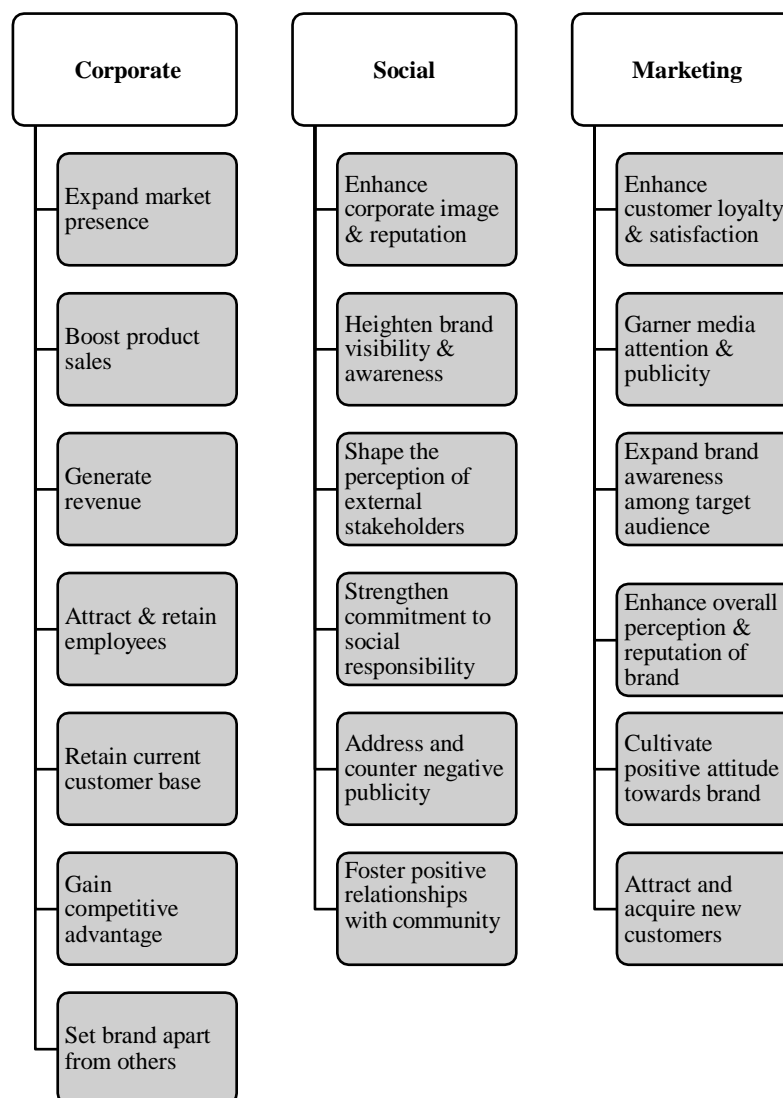 Corporate
Expand market
presence
Boost product
sales
Generate
revenue
Attract & retain
employees
Retain current
customer base
Gain
competitive
advantage
Set brand apart
from others
Social
Enhance
corporate image
& reputation
Heighten brand
visibility &
awareness
Shape the
perception of
external
stakeholders
Strengthen
commitment to
social
responsibility
Address and
counter negative
publicity
Foster positive
relationships
with community
Marketing
Enhance
customer loyalty
& satisfaction
Garner media
attention &
publicity
Expand brand
awareness
among target
audience
Enhance overall
perception &
reputation of
brand
Cultivate
positive attitude
towards brand
Attract and
acquire new
customers